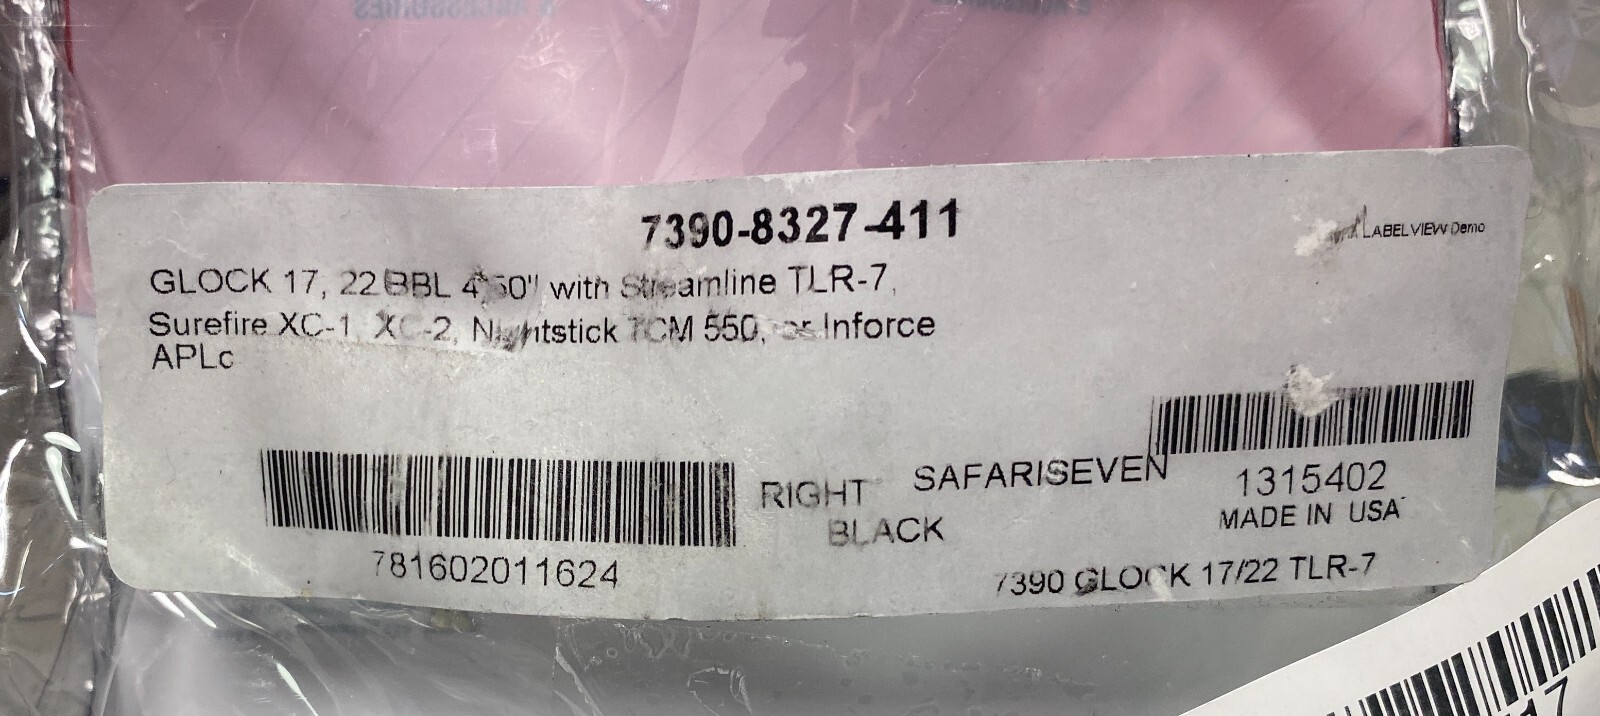 & ACCESSORIES
7390-8327-411
LABELVIEW Demo
GLOCK 17, 22 BBL 4.50" with Streamline TLR-7,
Surefire XC-1, XC-2, Nightstick TCM 550, or Inforce
APLc
RIGHT
SAFARISEVEN
BLACK
1315402
MADE IN USA
781602011624
7390 GLOCK 17/22 TLR-7
17